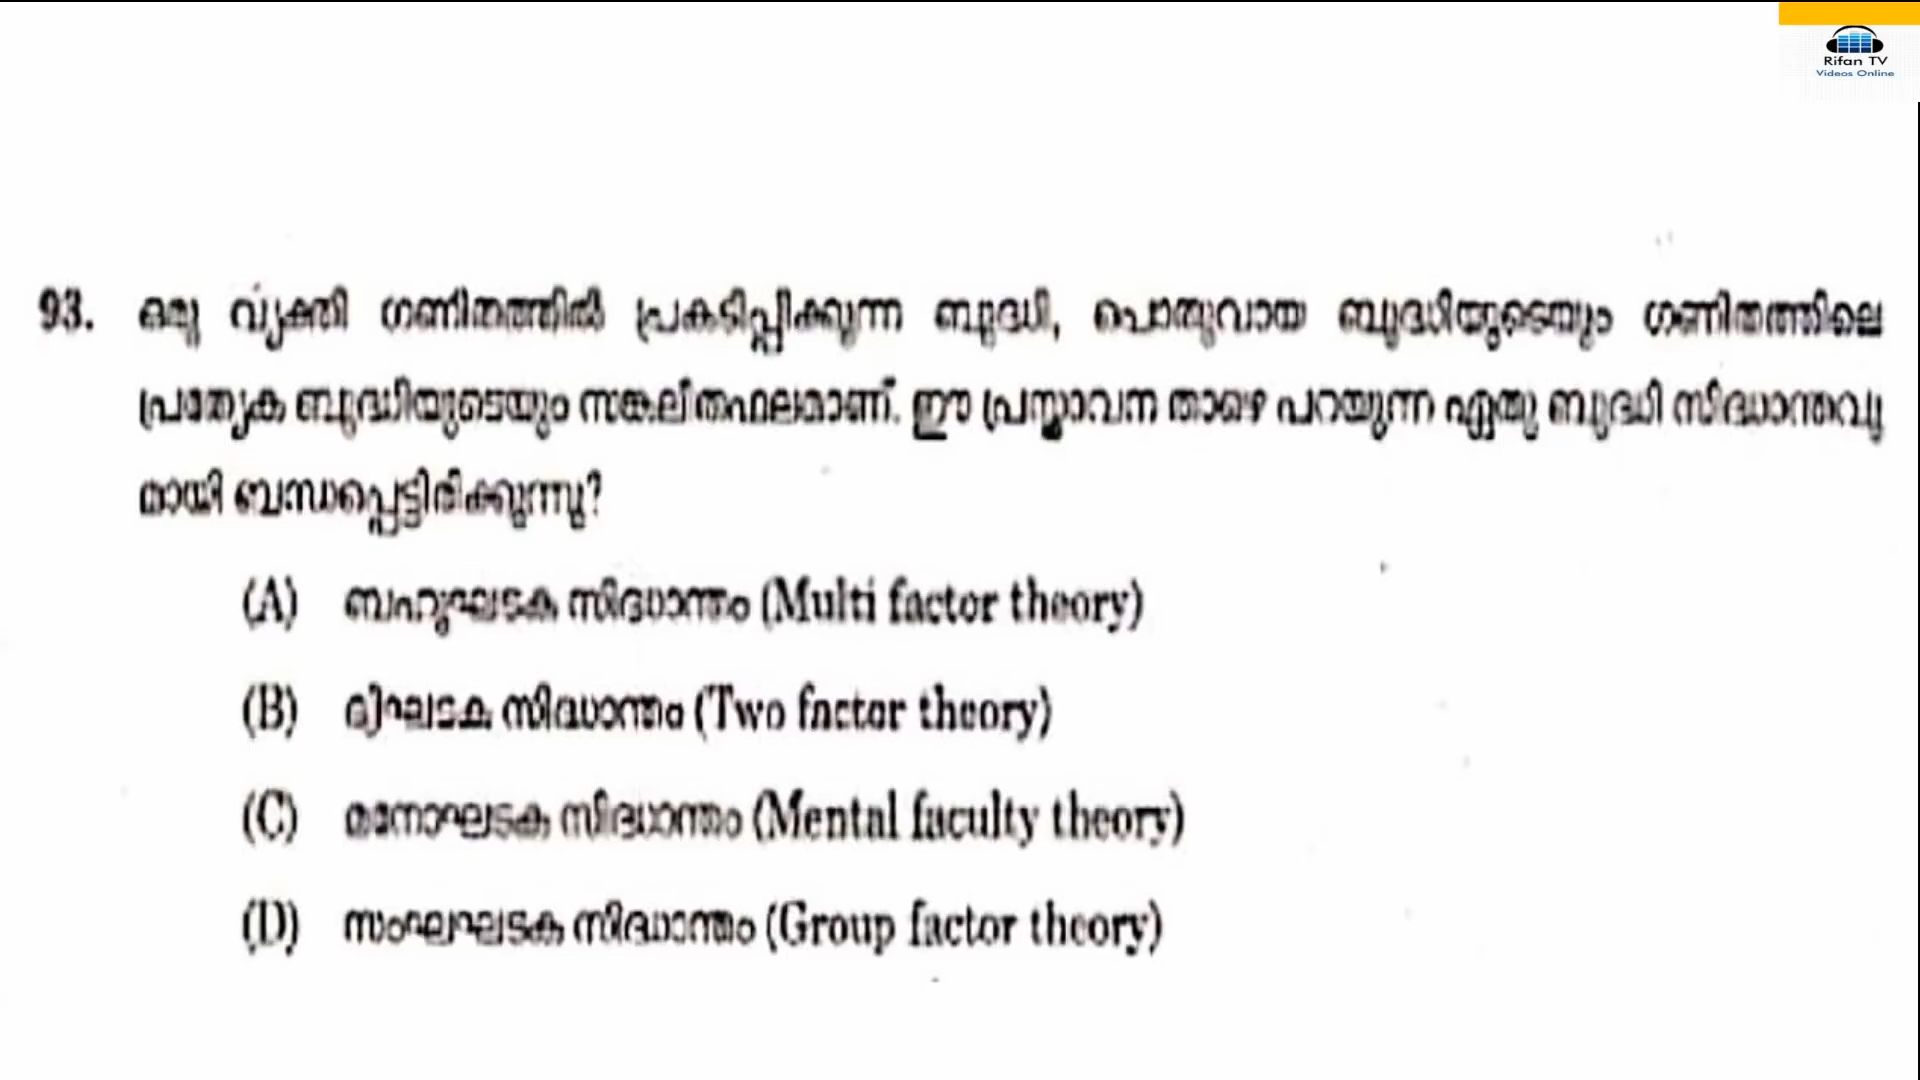 Rifan TV
Videos Online
93. ഒരു വ്യക്തി ഗണിതത്തിൽ പ്രകടിപ്പിക്കുന്ന ബുദ്ധി, പൊതുവായ ബുദ്ധിയുടെയും ഗണിതത്തിലെ
പ്രത്യേക ബുദ്ധിയുടെയും സങ്കലിതഫലമാണ്. ഈ പ്രസ്താവന താഴെ പറയുന്ന ഏതു ബുദ്ധി സിദ്ധാന്തവു
മായി ബന്ധപ്പെട്ടിരിക്കുന്നു?
(A) ബഹുഘടക സിദ്ധാന്തം (Multi factor theory)
(B) ദ്വിഘടക സിദ്ധാന്തം (Two factor theory)
(C) മനോഘടക സിദ്ധാന്തം (Mental faculty theory)
(D) സംഘഘടക സിദ്ധാന്തം (Group factor theory)